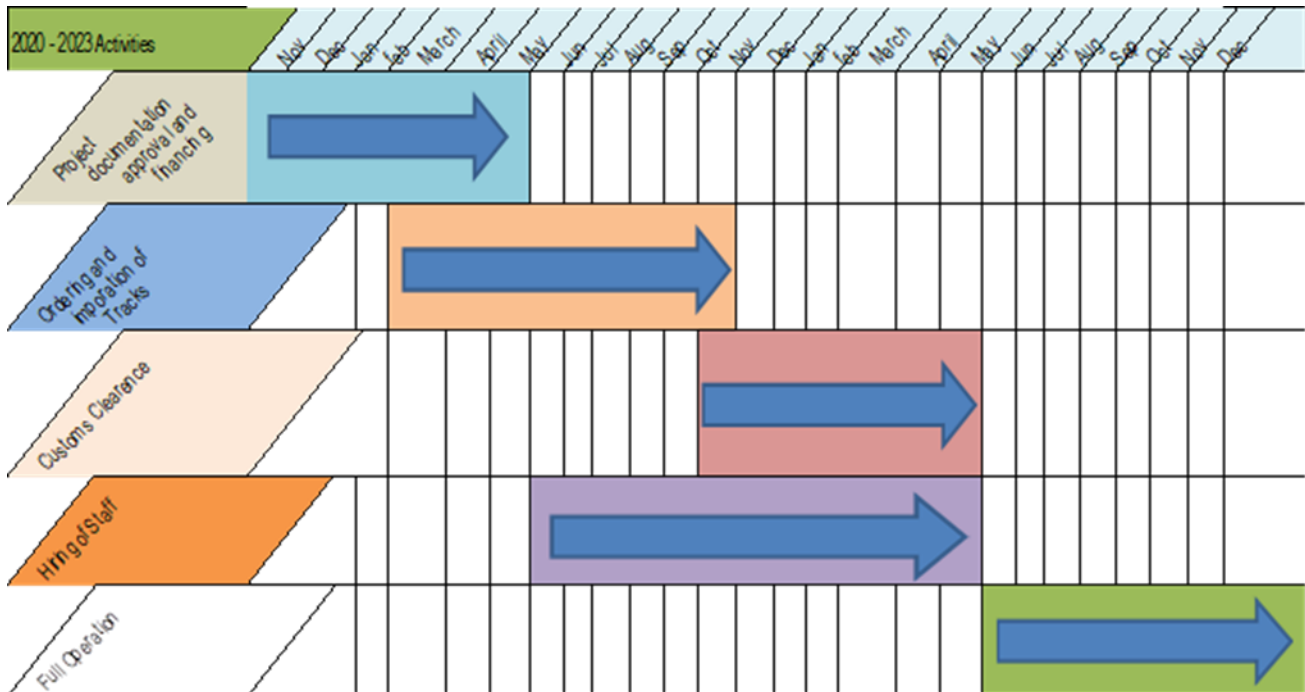 2020 - 2023 Activities
Nov Dec Jan Feb March April May Jun Jul Aug Sep Oct Nov Dec Jan Feb March April May Jun Jul Aug Sep Oct Nov Dec
Project
documentation
approval and
financing
Ordering and
imporation of
Tracks
Customs Clearence
Hiring of Staff
Full Operation